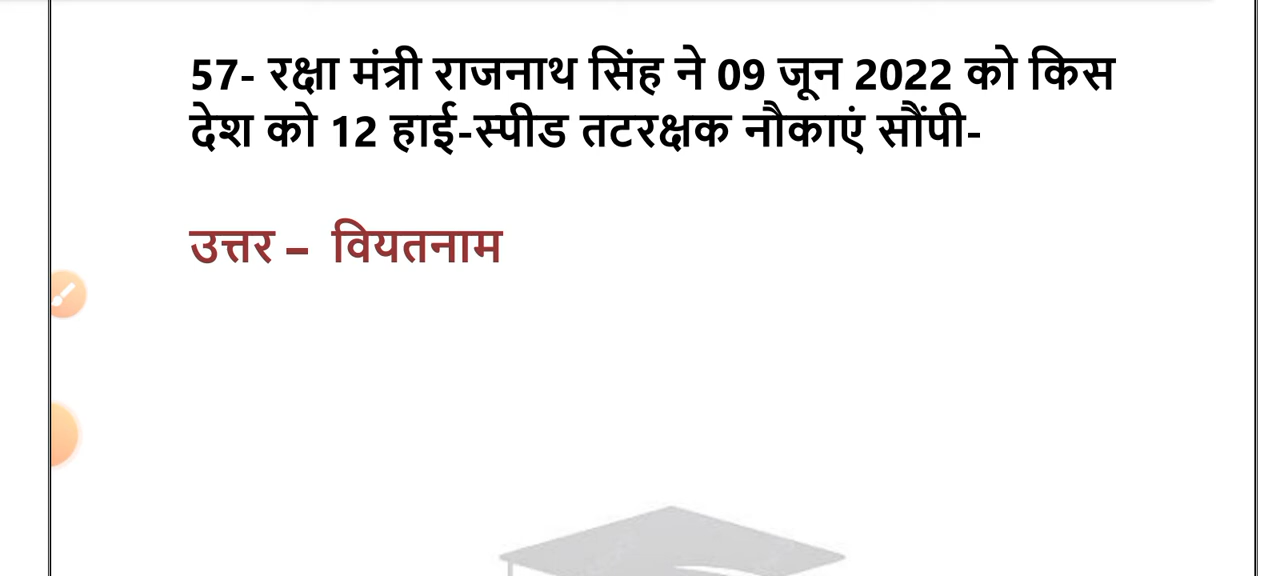 57- रक्षा मंत्री राजनाथ सिंह ने 09 जून 2022 को किस
देश को 12 हाई-स्पीड तटरक्षक नौकाएं सौंपी-
उत्तर – वियतनाम